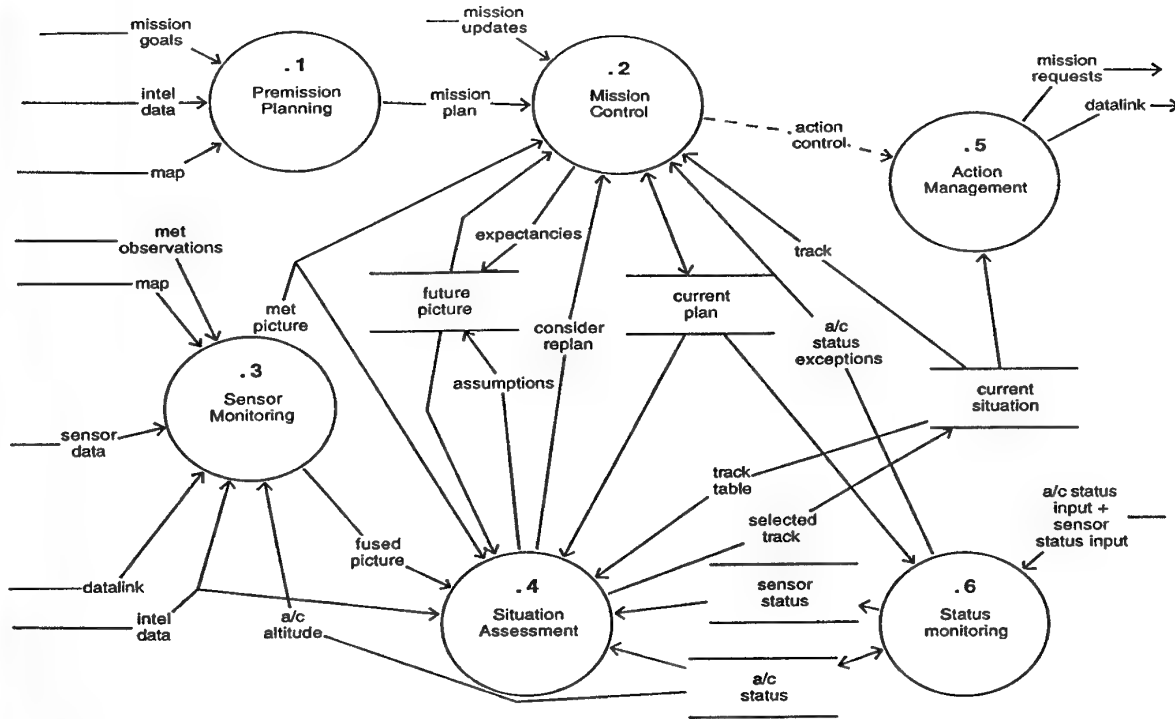 mission
goals
intel
data
map
.1
Premission
Planning
mission
plan
mission
updates
.2
Mission
Control
action
control
mission
requests
datalink
.5
Action
Management
met
observations
map
met
picture
expectancies
future
picture
assumptions
consider
replan
current
plan
a/c
status
exceptions
track
current
situation
.3
Sensor
Monitoring
sensor
data
datalink
intel
data
fused
picture
a/c
altitude
track
table
selected
track
a/c status
input +
sensor
status input
.4
Situation
Assessment
sensor
status
a/c
status
.6
Status
monitoring